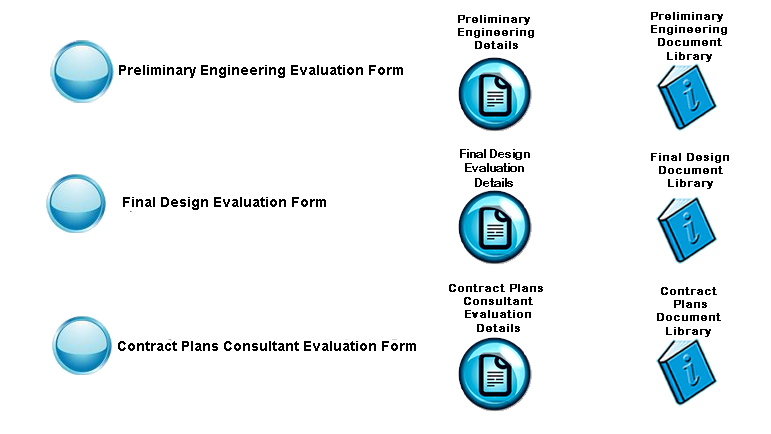 Preliminary Engineering Evaluation Form
Preliminary
Engineering
Details
Preliminary
Engineering
Document
Library
Final Design Evaluation Form
Final Design
Evaluation
Details
Final Design
Document
Library
Contract Plans Consultant Evaluation Form
Contract Plans
Consultant
Evaluation
Details
Contract
Plans
Document
Library